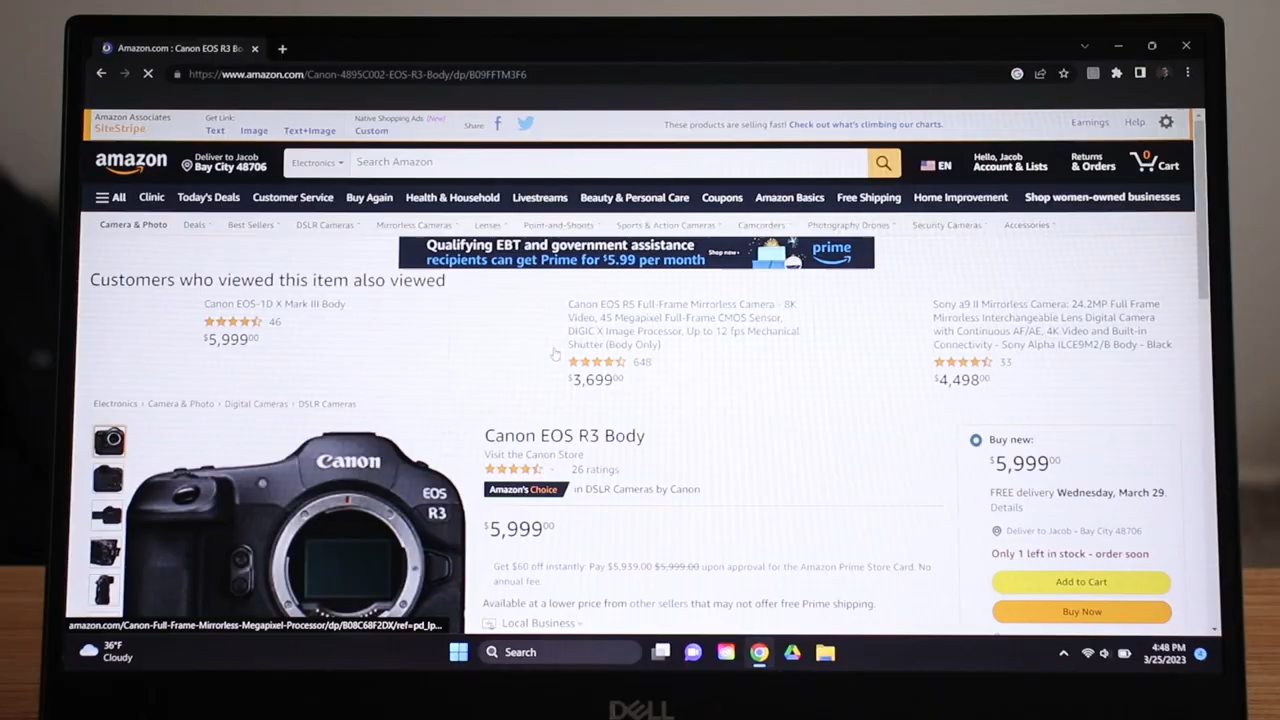 Amazon.com : Canon EOS R3 Bo
https://www.amazon.com/Canon-4895C002-EOS-R3-Body/dp/B09FFTM3F6
Amazon Associates
SiteStripe
Get Link:
Text Image Text+Image
Native Shopping Ads (New)
Custom
Share:
These products are selling fast! Check out what's climbing our charts.
Earnings Help
amazon
Deliver to Jacob
Bay City 48706
Electronics
Search Amazon
EN
Hello, Jacob
Account & Lists
Returns
& Orders
0
Cart
All Clinic Today's Deals Customer Service Buy Again Health & Household Livestreams Beauty & Personal Care Coupons Amazon Basics Free Shipping Home Improvement Shop women-owned businesses
Camera & Photo Deals Best Sellers DSLR Cameras Mirrorless Cameras Lenses Point-and-Shoots Sports & Action Cameras Camcorders Photography Drones Security Cameras Accessories
Qualifying EBT and government assistance
recipients can get Prime for $5.99 per month
Shop now
prime
Customers who viewed this item also viewed
Canon EOS-1D X Mark III Body
46
$5,999.00
Canon EOS R5 Full-Frame Mirrorless Camera - 8K
Video, 45 Megapixel Full-Frame CMOS Sensor,
DIGIC X Image Processor, Up to 12 fps Mechanical
Shutter (Body Only)
648
$3,699.00
Sony a9 II Mirrorless Camera: 24.2MP Full Frame
Mirrorless Interchangeable Lens Digital Camera
with Continuous AF/AE, 4K Video and Built-in
Connectivity - Sony Alpha ILCE9M2/B Body - Black
33
$4,498.00
Electronics › Camera & Photo › Digital Cameras › DSLR Cameras
Canon
EOS
R3
Canon EOS R3 Body
Visit the Canon Store
26 ratings
Amazon's Choice in DSLR Cameras by Canon
$5,999.00
Get $60 off instantly: Pay $5,939.00 $5,999.00 upon approval for the Amazon Prime Store Card. No
annual fee.
Available at a lower price from other sellers that may not offer free Prime shipping.
Local Business
Buy new:
$5,999.00
FREE delivery Wednesday, March 29.
Details
Deliver to Jacob - Bay City 48706
Only 1 left in stock - order soon
Add to Cart
Buy Now
amazon.com/Canon-Full-Frame-Mirrorless-Megapixel-Processor/dp/B08C68F2DX/ref=pd_lp...
36°F
Cloudy
Search
4:48 PM
3/25/2023
4
DELL